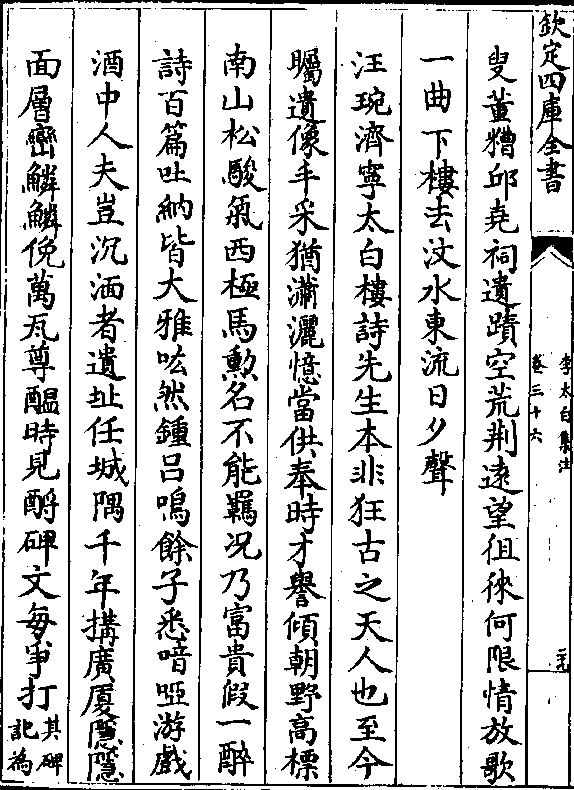 欽定四庫全書
李太白集注
卷三十六
叟董糟邱堯祠遺蹟空荒荆遠望徂徠何限情放歌
一曲下樓去汶水東流日夕聲
汪琬濟寧太白樓詩先生本非狂古之天人也至今
矚遺像丰采猶瀟灑憶當供奉時才譽傾朝野高標
南山松駿氣西極馬勲名不能羈况乃富貴假一醉
詩百篇吐納皆大雅吰然鍾吕鳴餘子悉喑啞游戲
酒中人夫豈沉湎者遺址任城隅千年搆廣厦隱隱
面層巒鱗鱗俛萬瓦尊醖時見酹碑文每爭打
其碑
記為